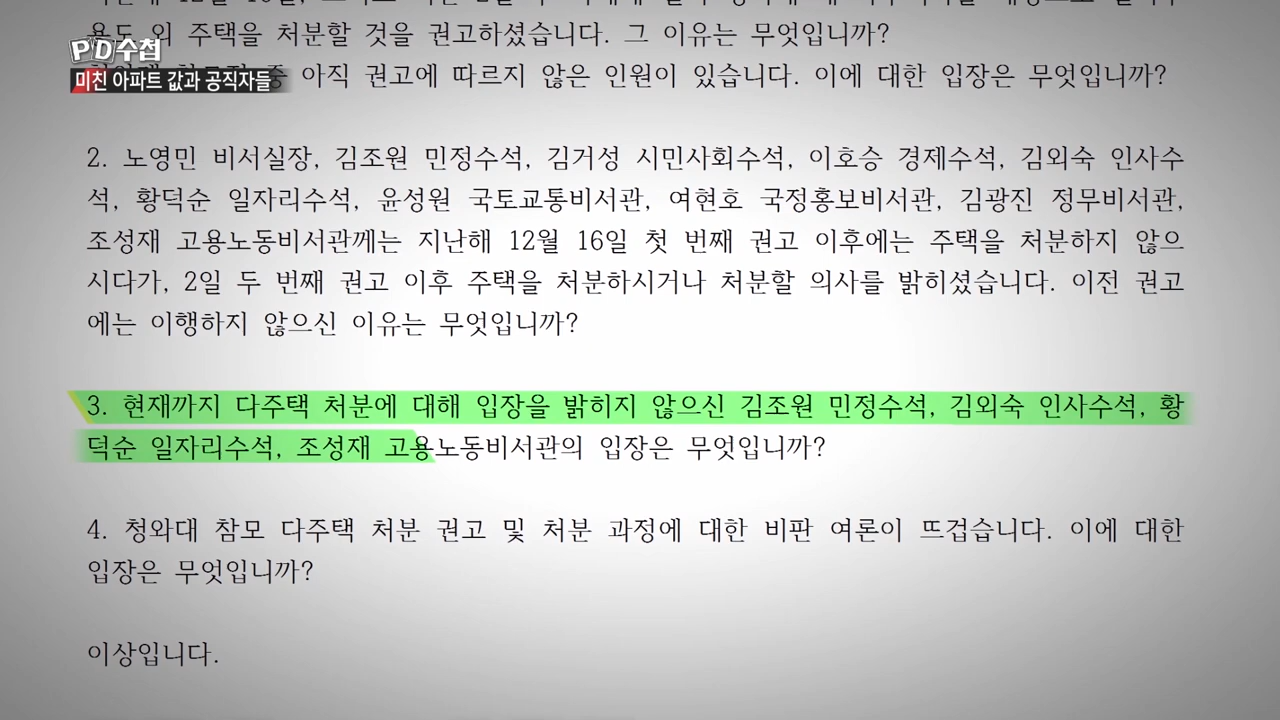 용도 외 주택을 처분할 것을 권고하셨습니다. 그 이유는 무엇입니까?
PD수첩
미친 아파트 값과 공직자들
중 아직 권고에 따르지 않은 인원이 있습니다. 이에 대한 입장은 무엇입니까?
2. 노영민 비서실장, 김조원 민정수석, 김거성 시민사회수석, 이호승 경제수석, 김외숙 인사수
석, 황덕순 일자리수석, 윤성원 국토교통비서관, 여현호 국정홍보비서관, 김광진 정무비서관,
조성재 고용노동비서관께는 지난해 12월 16일 첫 번째 권고 이후에는 주택을 처분하지 않으
시다가, 2일 두 번째 권고 이후 주택을 처분하시거나 처분할 의사를 밝히셨습니다. 이전 권고
에는 이행하지 않으신 이유는 무엇입니까?
3. 현재까지 다주택 처분에 대해 입장을 밝히지 않으신 김조원 민정수석, 김외숙 인사수석, 황
덕순 일자리수석, 조성재 고용노동비서관의 입장은 무엇입니까?
4. 청와대 참모 다주택 처분 권고 및 처분 과정에 대한 비판 여론이 뜨겁습니다. 이에 대한
입장은 무엇입니까?
이상입니다.